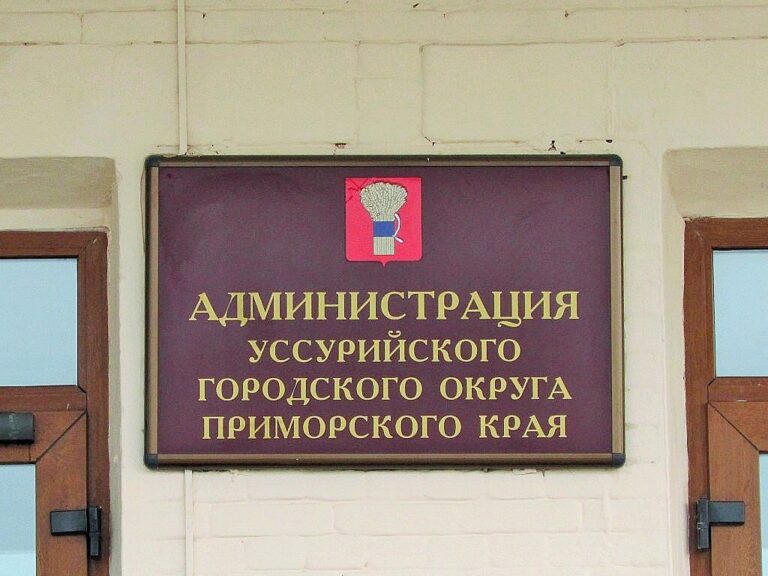 АДМИНИСТРАЦИЯ
УССУРИЙСКОГО
ГОРОДСКОГО ОКРУГА
ПРИМОРСКОГО КРАЯ